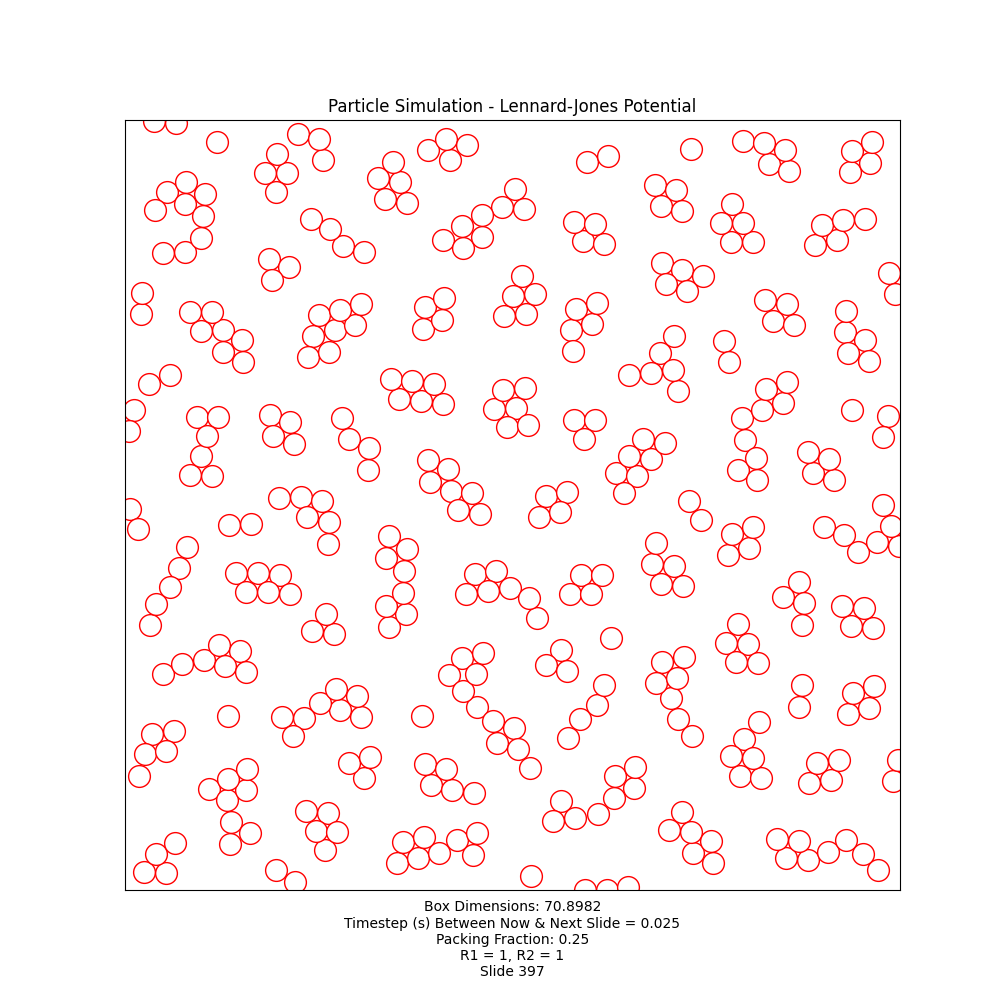 Particle Simulation - Lennard-Jones Potential
Box Dimensions: 70.8982
Timestep (s) Between Now & Next Slide = 0.025
Packing Fraction: 0.25
R1 = 1, R2 = 1
Slide 397